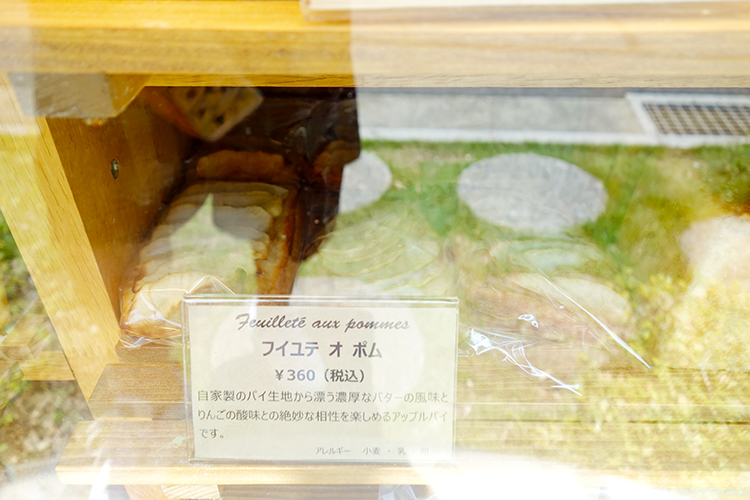 Feuilleté aux pommes
フイユテ オ ポム
￥360（税込）
自家製のパイ生地から漂う濃厚なバターの風味と
りんごの酸味との絶妙な相性を楽しめるアップルパイ
です。
アレルギー 小麦・乳・卵